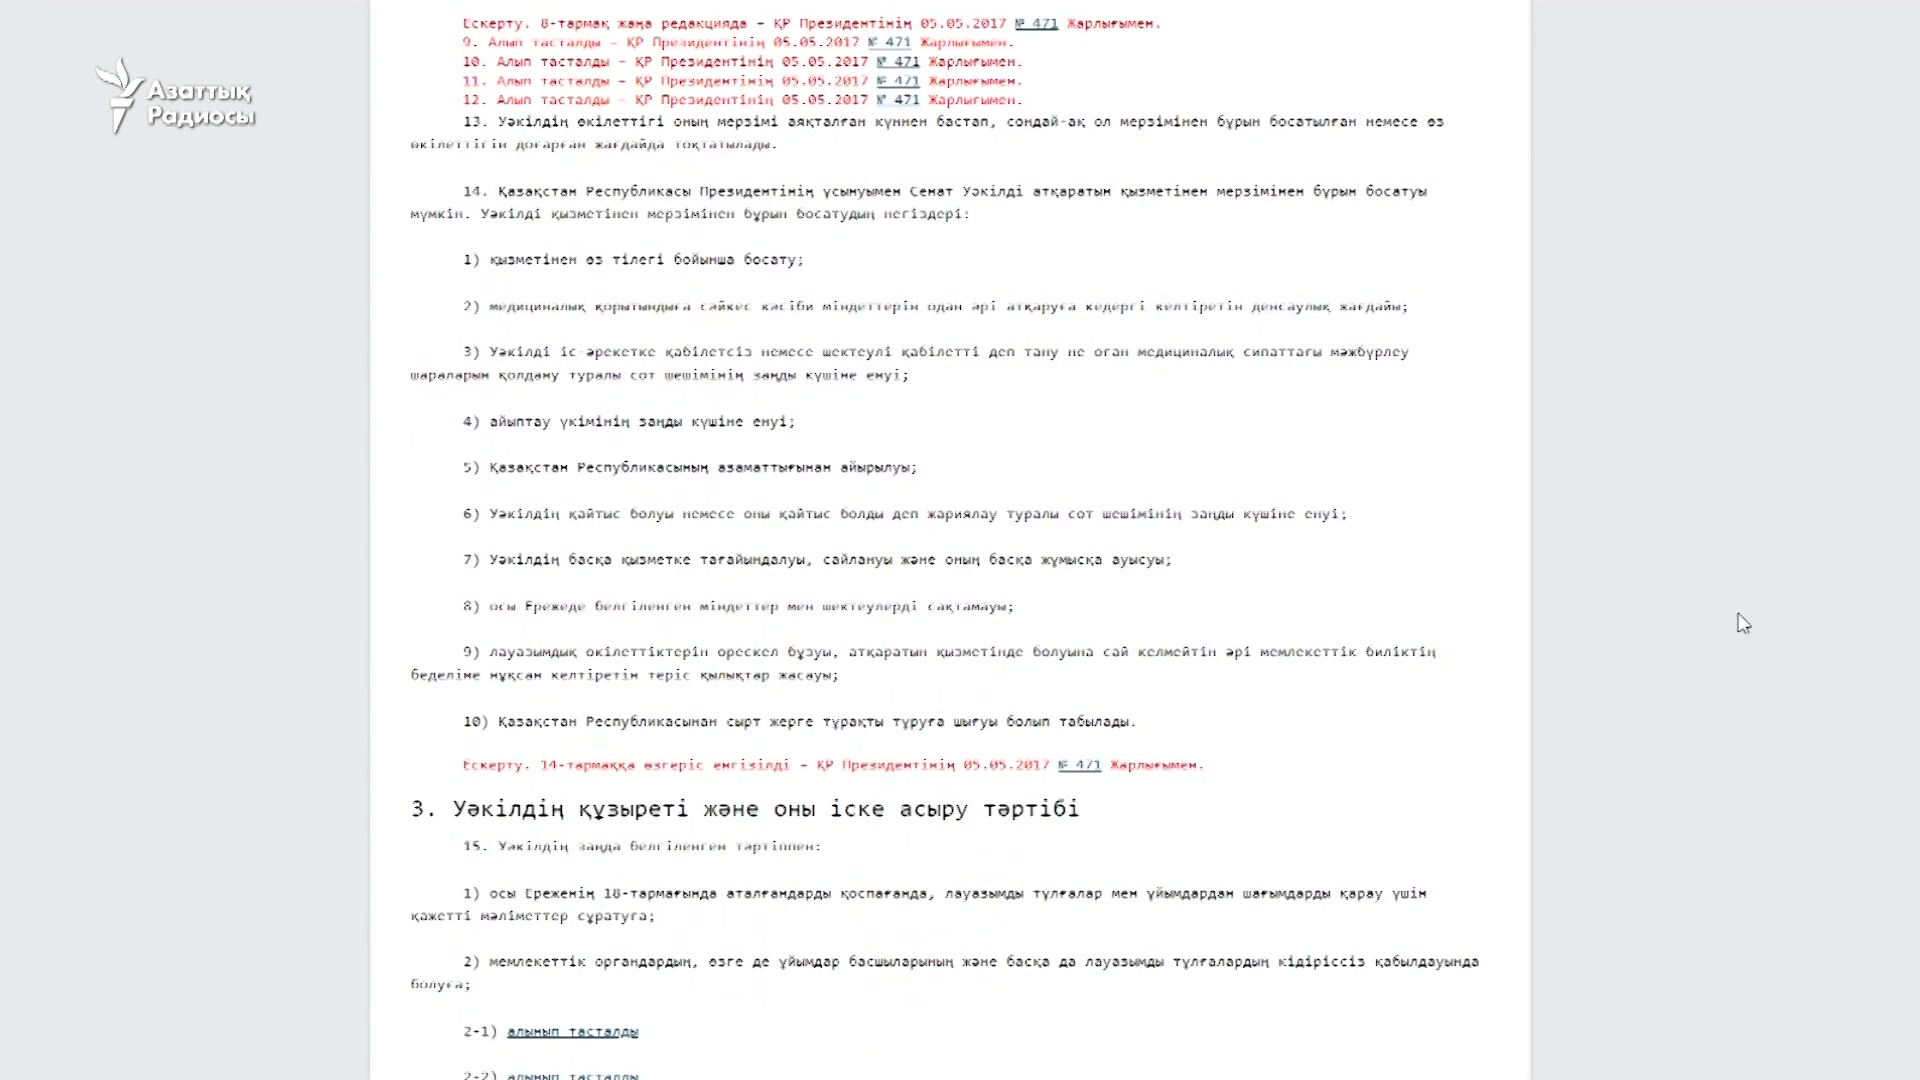 Азаттық
Радиосы
Ескерту. 8-тармақ жаңа редакцияда – ҚР Президентінің 05.05.2017 № 471 Жарлығымен.
9. Алып тасталды – ҚР Президентінің 05.05.2017 № 471 Жарлығымен.
10. Алып тасталды – ҚР Президентінің 05.05.2017 № 471 Жарлығымен.
11. Алып тасталды – ҚР Президентінің 05.05.2017 № 471 Жарлығымен.
12. Алып тасталды – ҚР Президентінің 05.05.2017 № 471 Жарлығымен.
13. Уәкілдің өкілеттігі оның мерзімі аяқталған күннен бастап, сондай-ақ ол мерзімінен бұрын босатылған немесе өз
өкілеттігін доғарған жағдайда тоқтатылады.
14. Қазақстан Республикасы Президентінің ұсынуымен Сенат Уәкілді атқаратын қызметінен мерзімінен бұрын босатуы
мүмкін. Уәкілді қызметінен мерзімінен бұрын босатудың негіздері:
1) қызметінен өз тілегі бойынша босату;
2) медициналық қорытындыға сәйкес кәсіби міндеттерін одан әрі атқаруға кедергі келтіретін денсаулық жағдайы;
3) Уәкілді іс-әрекетке қабілетсіз немесе шектеулі қабілетті деп тану не оған медициналық сипаттағы мәжбүрлеу
шараларын қолдану туралы сот шешімінің заңды күшіне енуі;
4) айыптау үкімінің заңды күшіне енуі;
5) Қазақстан Республикасының азаматтығынан айырылуы;
6) Уәкілдің қайтыс болуы немесе оны қайтыс болды деп жариялау туралы сот шешімінің заңды күшіне енуі;
7) Уәкілдің басқа қызметке тағайындалуы, сайлануы және оның басқа жұмысқа ауысуы;
8) осы Ережеде белгіленген міндеттер мен шектеулерді сақтамауы;
9) лауазымдық өкілеттіктерін өрескел бұзуы, атқаратын қызметінде болуына сай келмейтін әрі мемлекеттік биліктің
беделіне нұқсан келтіретін теріс қылықтар жасауы;
10) Қазақстан Республикасынан сырт жерге тұрақты тұруға шығуы болып табылады.
Ескерту. 14-тармаққа өзгеріс енгізілді – ҚР Президентінің 05.05.2017 № 471 Жарлығымен.
3. Уәкілдің құзыреті және оны іске асыру тәртібі
15. Уәкілдің заңда белгіленген тәртіппен:
1) осы Ереженің 18-тармағында аталғандарды қоспағанда, лауазымды тұлғалар мен ұйымдардан шағымдарды қарау үшін
қажетті мәліметтер сұратуға;
2) мемлекеттік органдардың, өзге де ұйымдар басшыларының және басқа да лауазымды тұлғалардың кідіріссіз қабылдауында
болуға;
2-1) алынып тасталды
2-2) алынып тасталды